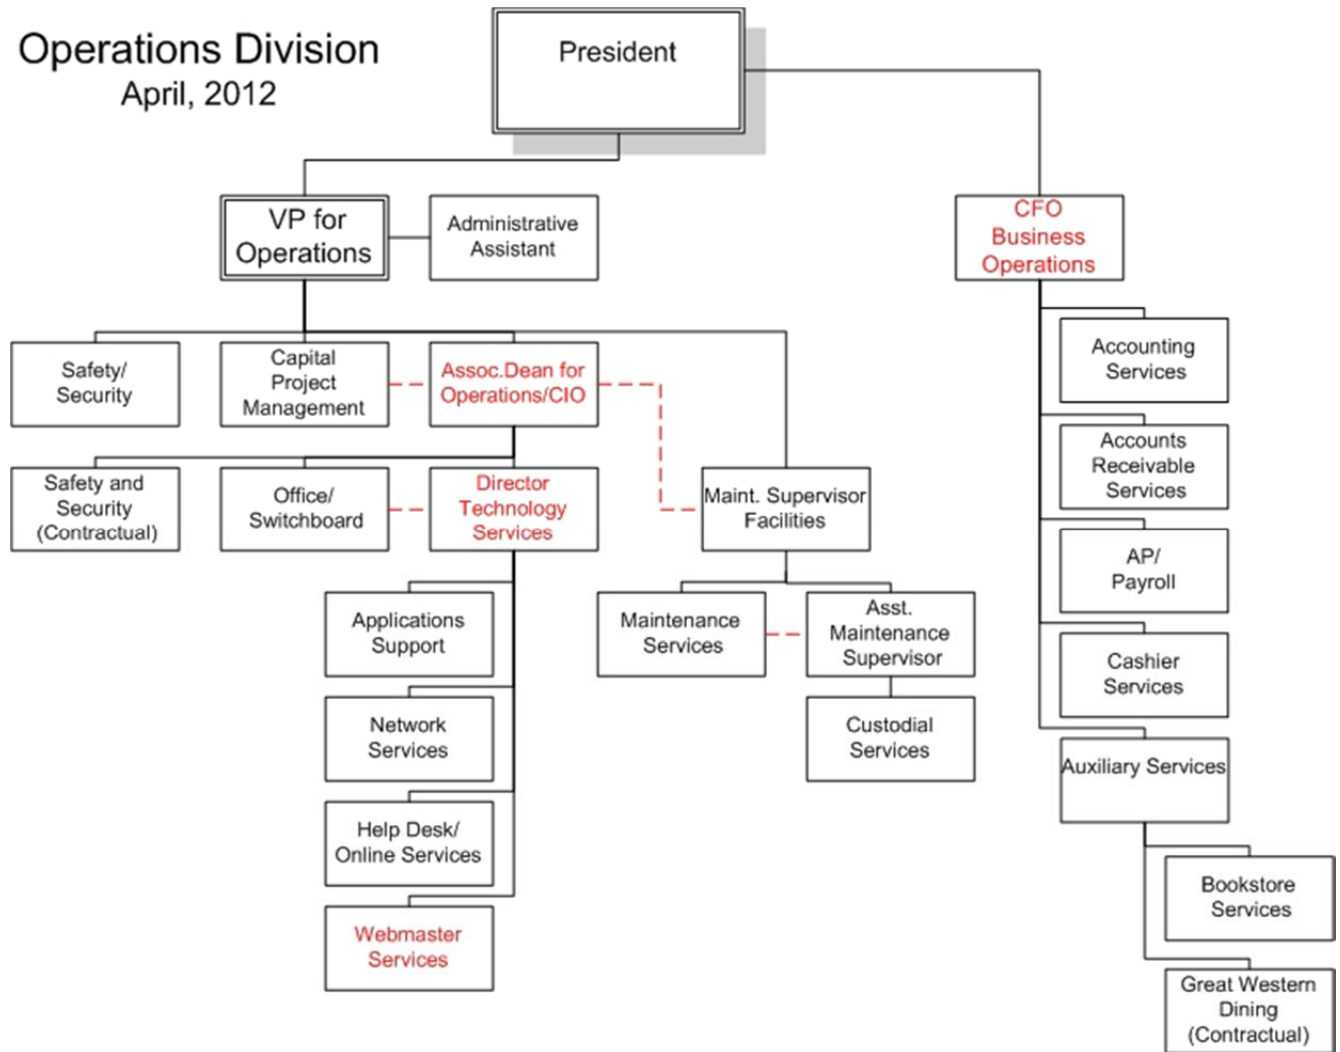 Operations Division
April, 2012
President
VP for
Operations
Administrative
Assistant
CFO
Business
Operations
Safety/
Security
Capital
Project
Management
Assoc.Dean for
Operations/CIO
Safety and
Security
(Contractual)
Office/
Switchboard
Director
Technology
Services
Maint. Supervisor
Facilities
Applications
Support
Network
Services
Help Desk/
Online Services
Webmaster
Services
Maintenance
Services
Asst.
Maintenance
Supervisor
Custodial
Services
Accounting
Services
Accounts
Receivable
Services
AP/
Payroll
Cashier
Services
Auxiliary Services
Bookstore
Services
Great Western
Dining
(Contractual)